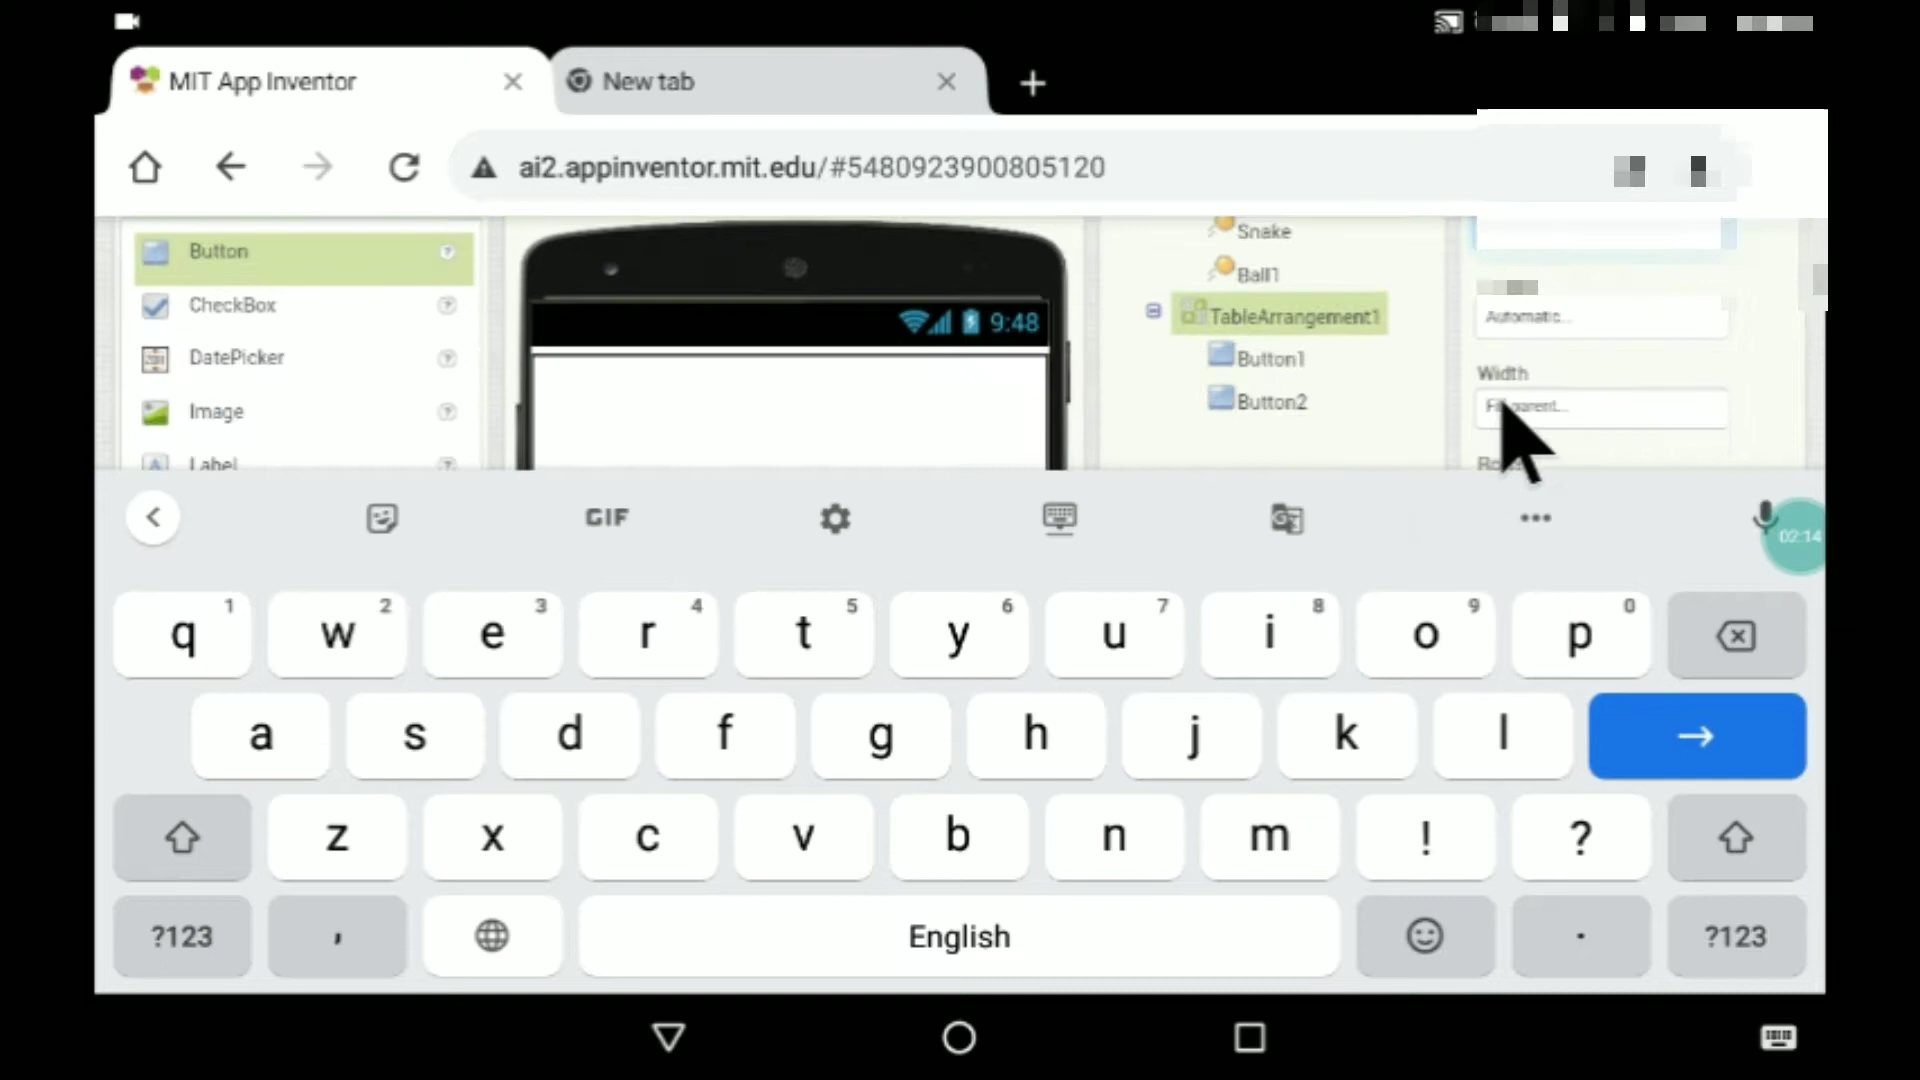 MIT App Inventor
New tab
ai2.appinventor.mit.edu/#5480923900805120
Button
CheckBox
DatePicker
Image
Label
9:48
Snake
Ball1
TableArrangement1
Button1
Button2
Automatic...
Width
GIF
02:14
q 1 w 2 e 3 r 4 t 5 y 6 u 7 i 8 o 9 p 0
a s d f g h j k l
z x c v b n m ! ?
?123 , English . ?123